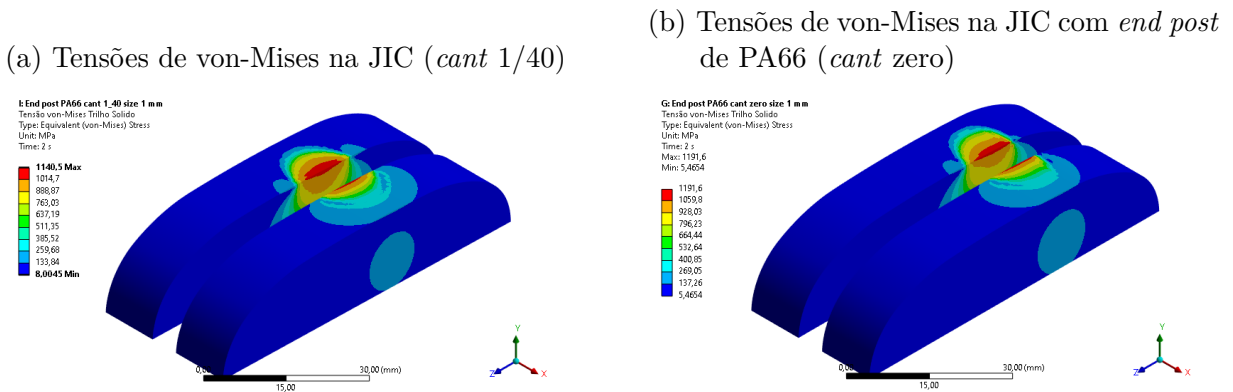 (a) Tensões de von-Mises na JIC (cant 1/40)
I: End post PA66 cant 1_40 size 1 mm
Tensão von-Mises Trilho Solido
Type: Equivalent (von-Mises) Stress
Unit: MPa
Time: 2 s
1140,5 Max
1014,7
888,87
763,03
637,19
511,35
385,52
259,68
133,84
8,0045 Min
0,00
15,00
30,00 (mm)
Y
Z
X
(b) Tensões de von-Mises na JIC com end post
de PA66 (cant zero)
G: End post PA66 cant zero size 1 mm
Tensão von-Mises Trilho Solido
Type: Equivalent (von-Mises) Stress
Unit: MPa
Time: 2 s
Max: 1191,6
Min: 5,4654
1191,6
1059,8
928,03
796,23
664,44
532,64
400,85
269,05
137,26
5,4654
0,00
15,00
30,00 (mm)
Y
Z
X